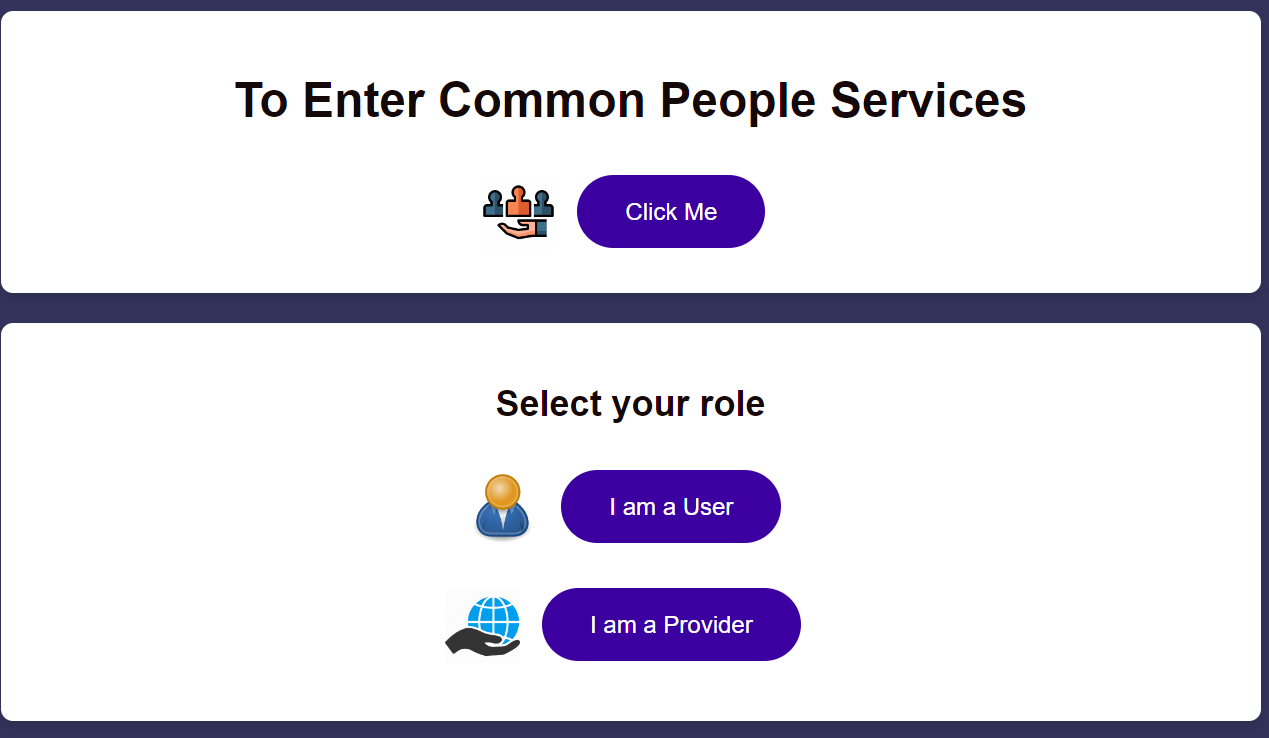 To Enter Common People Services
Click Me
Select your role
I am a User
I am a Provider